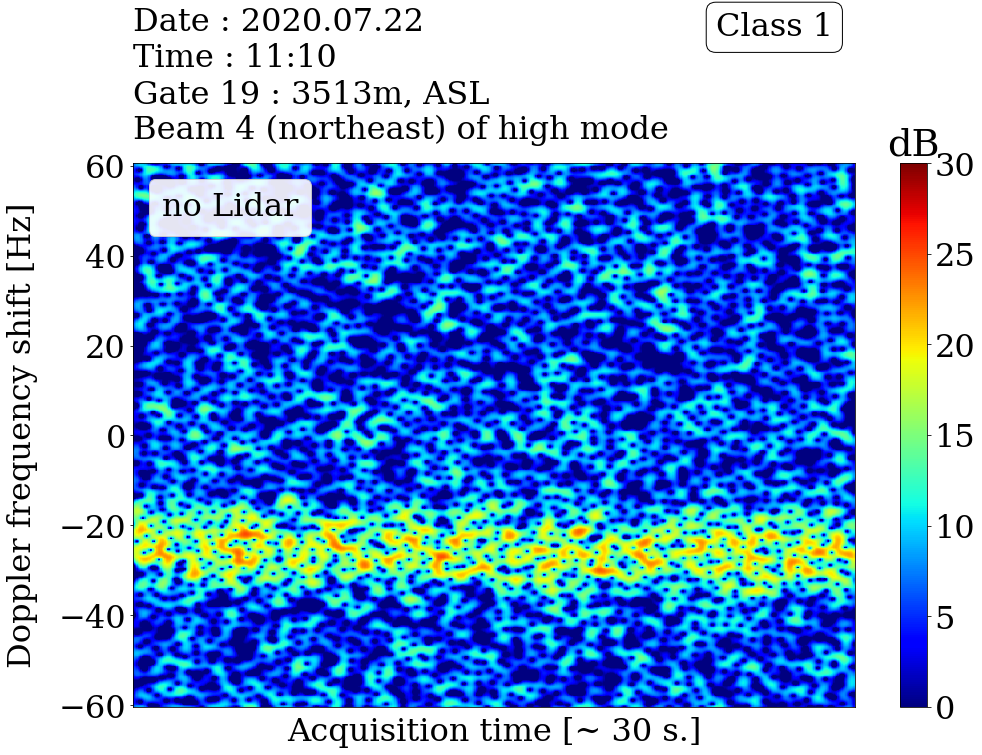 Date : 2020.07.22
Time : 11:10
Gate 19 : 3513m, ASL
Beam 4 (northeast) of high mode
Class 1
dB
no Lidar
60
40
20
0
−20
−40
−60
Doppler frequency shift [Hz]
Acquisition time [~ 30 s.]
30
25
20
15
10
5
0